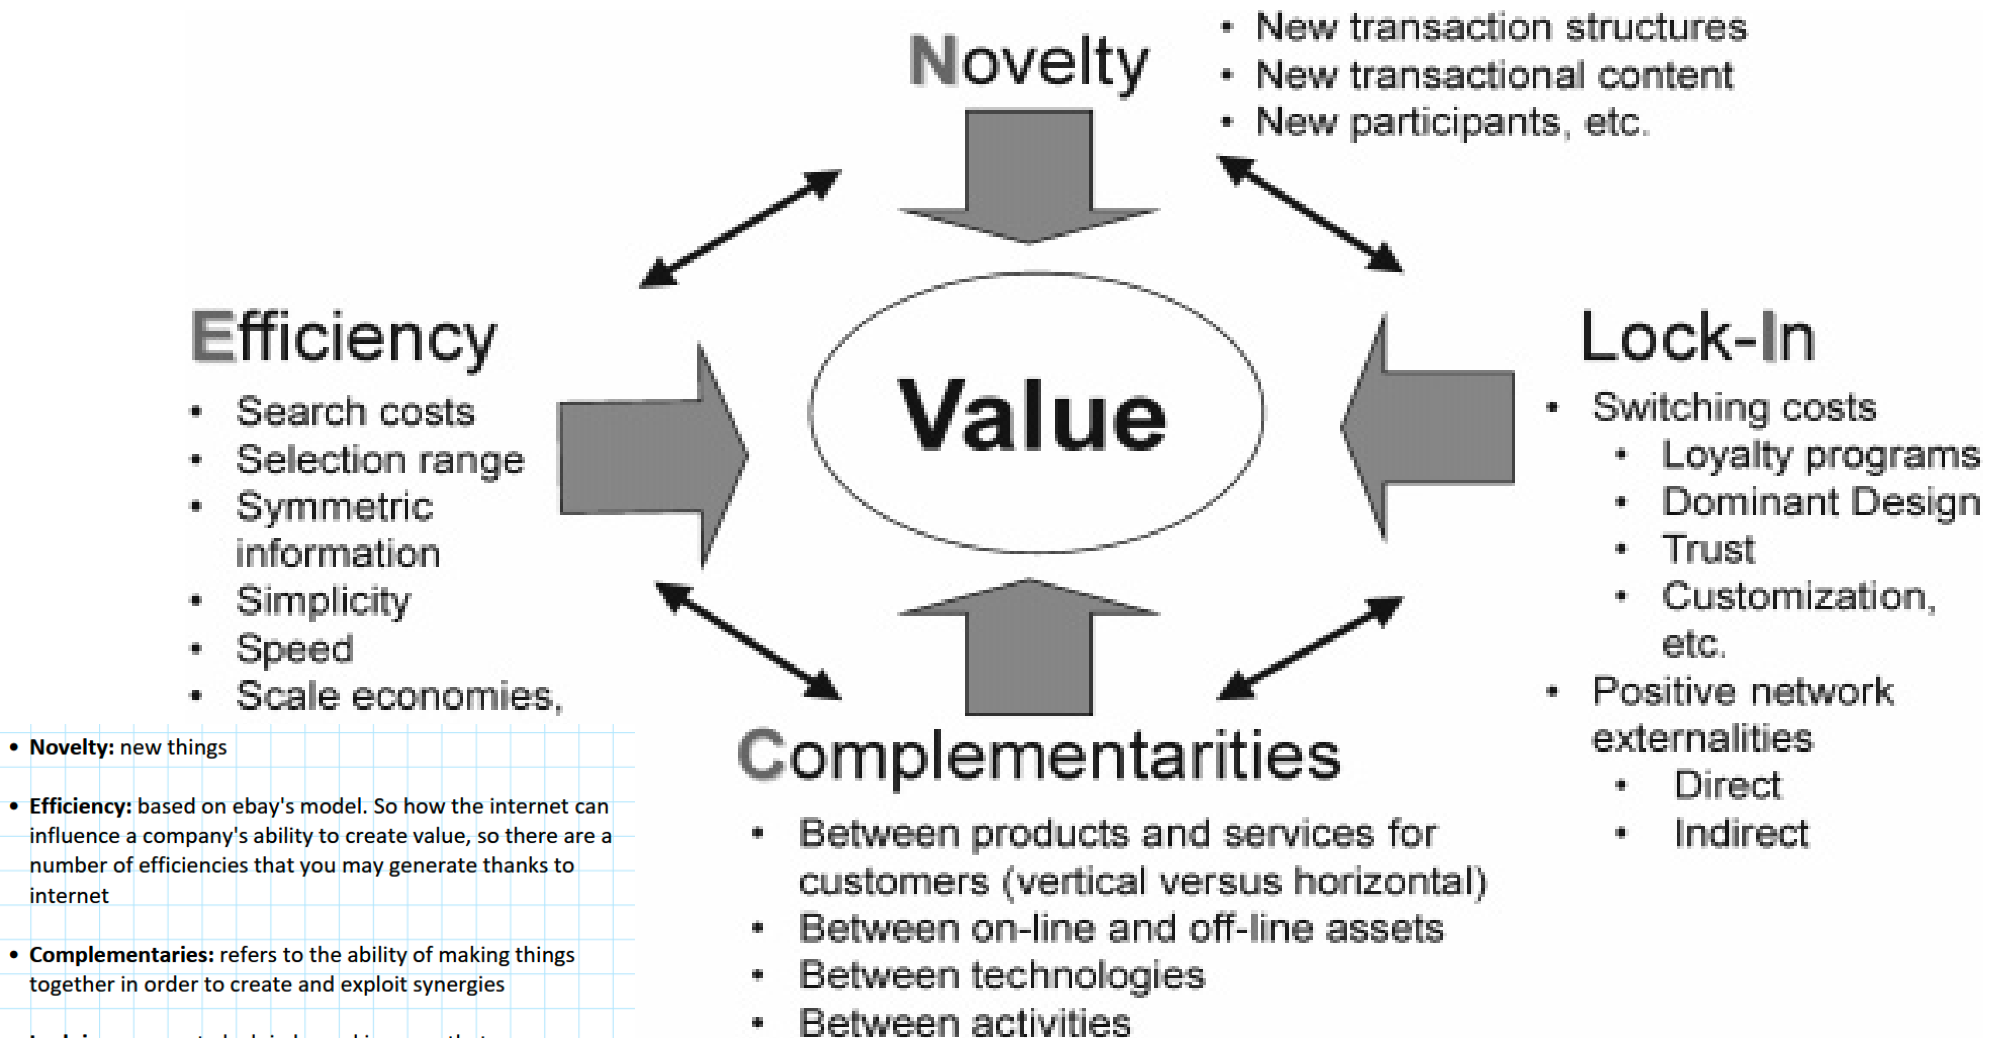 Novelty
• New transaction structures
• New transactional content
• New participants, etc.
Efficiency
• Search costs
• Selection range
• Symmetric
information
• Simplicity
• Speed
• Scale economies,
Value
Lock-In
• Switching costs
• Loyalty programs
• Dominant Design
• Trust
• Customization,
etc.
• Positive network
externalities
• Direct
• Indirect
Complementarities
• Between products and services for
customers (vertical versus horizontal)
• Between on-line and off-line assets
• Between technologies
• Between activities
• Novelty: new things
• Efficiency: based on ebay's model. So how the internet can
influence a company's ability to create value, so there are a
number of efficiencies that you may generate thanks to
internet
• Complementaries: refers to the ability of making things
together in order to create and exploit synergies